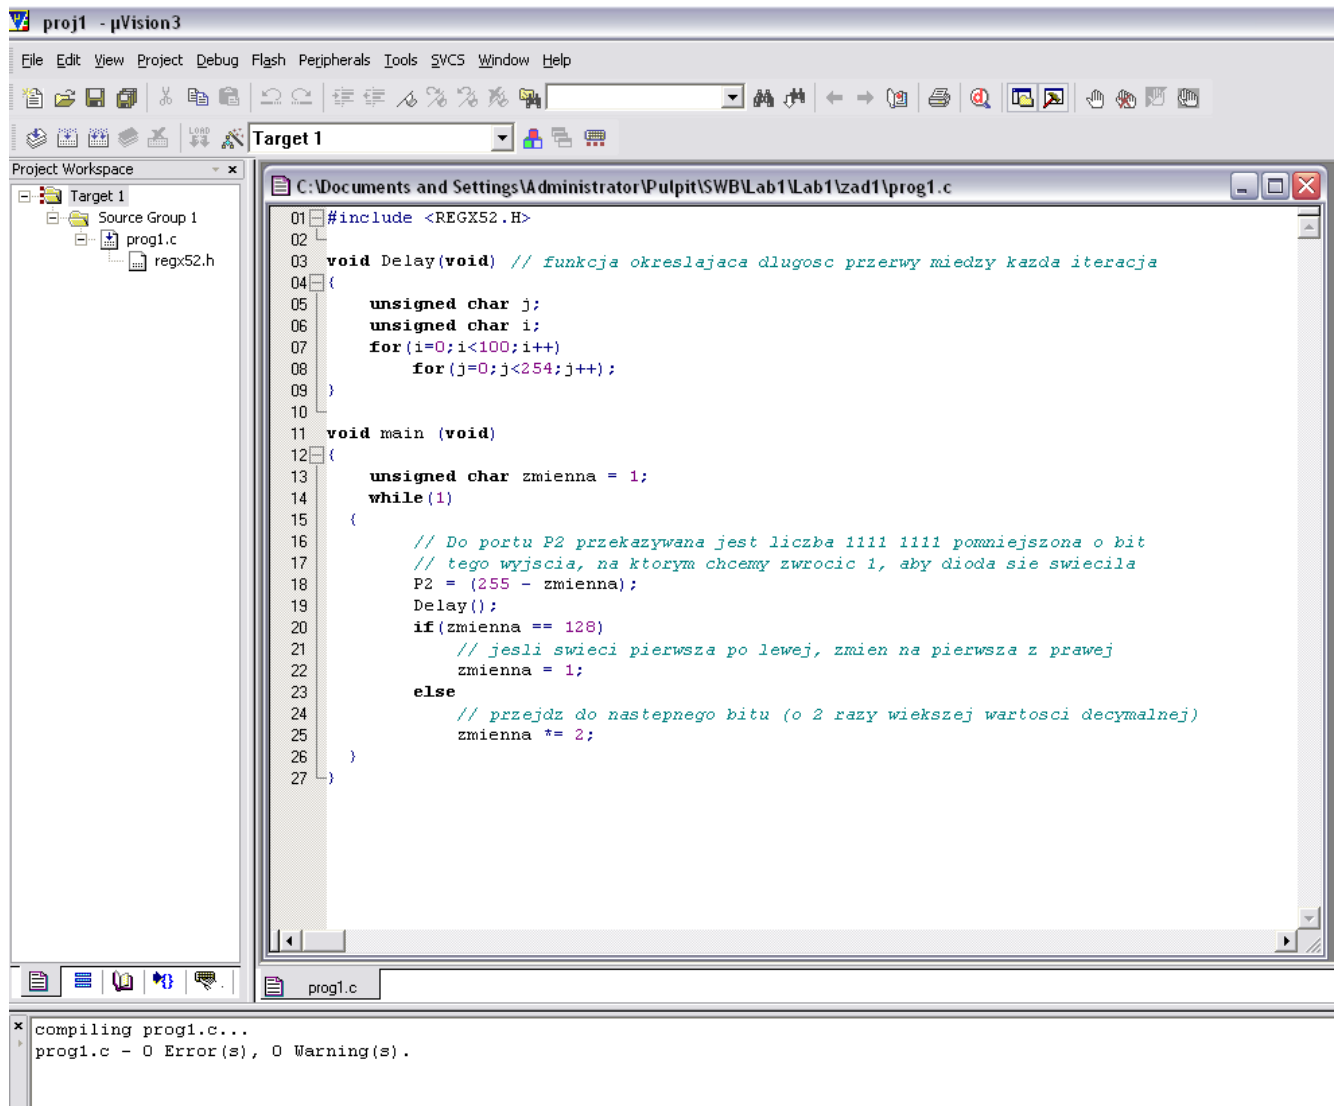 proj1 - µVision3
File Edit View Project Debug Flash Peripherals Tools SVCS Window Help
LOAD Target 1
Project Workspace
Target 1
Source Group 1
prog1.c
regx52.h
C:\Documents and Settings\Administrator\Pulpit\SWB\Lab1\Lab1\zad1\prog1.c
01 #include <REGX52.H>
02
03 void Delay(void) // funkcja okreslajaca dlugosc przerwy miedzy kazda iteracja
04 {
05     unsigned char j;
06     unsigned char i;
07     for(i=0;i<100;i++)
08         for(j=0;j<254;j++);
09 }
10
11 void main (void)
12 {
13     unsigned char zmienna = 1;
14     while(1)
15   {
16         // Do portu P2 przekazywana jest liczba 1111 1111 pomniejszona o bit
17         // tego wyjscia, na ktorym chcemy zwrocic 1, aby dioda sie swiecila
18         P2 = (255 - zmienna);
19         Delay();
20         if(zmienna == 128)
21             // jesli swieci pierwsza po lewej, zmien na pierwsza z prawej
22             zmienna = 1;
23         else
24             // przejdz do nastepnego bitu (o 2 razy wiekszej wartosci decymalnej)
25             zmienna *= 2;
26   }
27 }
prog1.c
compiling prog1.c...
prog1.c - 0 Error(s), 0 Warning(s).